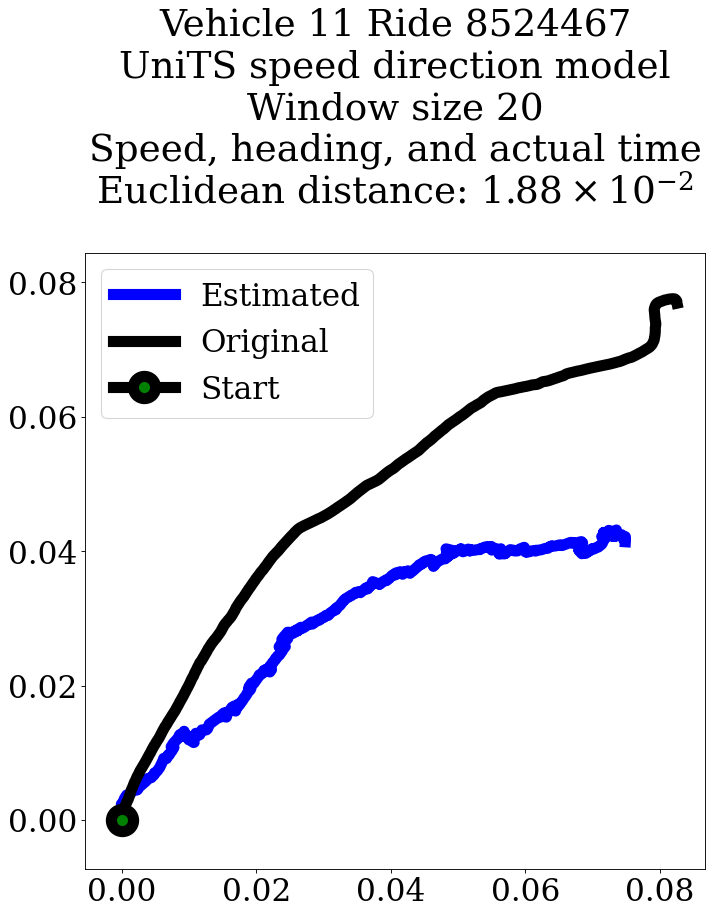 Vehicle 11 Ride 8524467
UniTS speed direction model
Window size 20
Speed, heading, and actual time
Euclidean distance: 1.88 × 10⁻²
Estimated
Original
Start
0.08
0.06
0.04
0.02
0.00
0.00 0.02 0.04 0.06 0.08